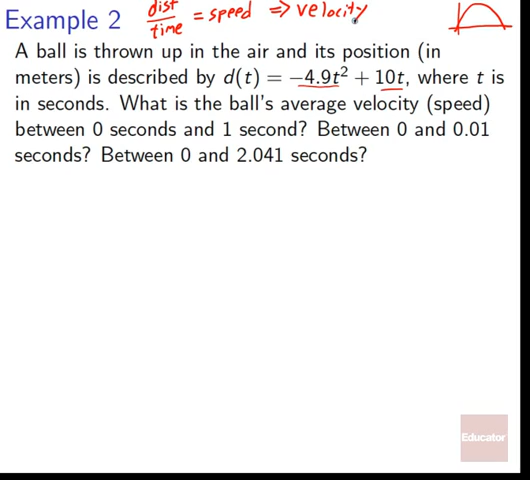 Example 2 dist/time = speed ⇒ velocity
A ball is thrown up in the air and its position (in
meters) is described by d(t) = −4.9t² + 10t, where t is
in seconds. What is the ball's average velocity (speed)
between 0 seconds and 1 second? Between 0 and 0.01
seconds? Between 0 and 2.041 seconds?
Educator